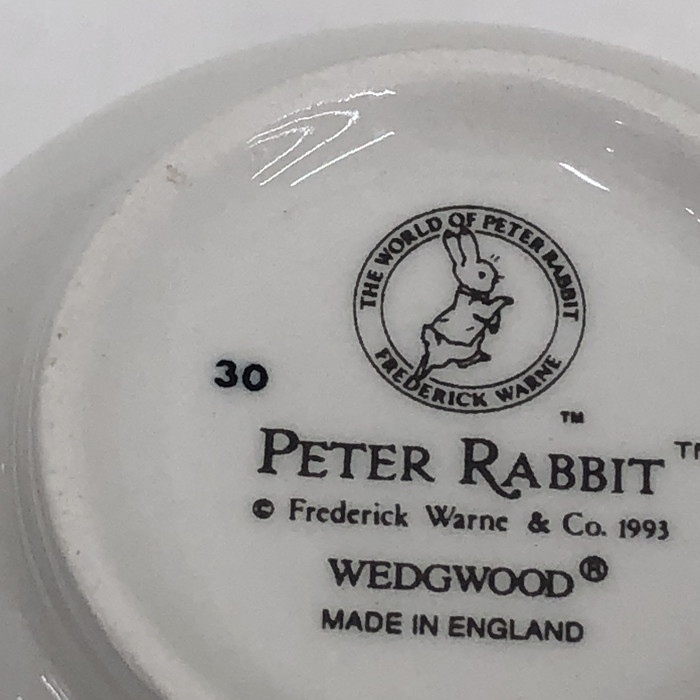 THE WORLD OF PETER RABBIT
FREDERICK WARNE
TM
30
PETER RABBIT
© Frederick Warne & Co. 1993
WEDGWOOD®
MADE IN ENGLAND